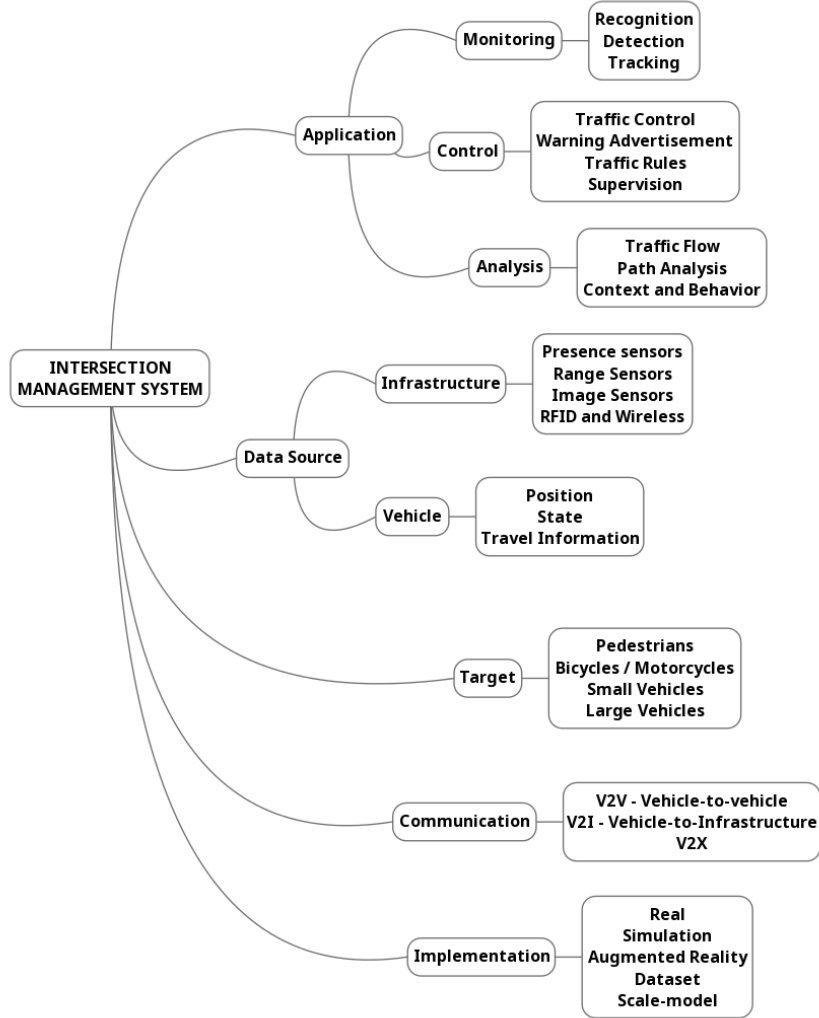 INTERSECTION
MANAGEMENT SYSTEM
Application
Monitoring
Recognition
Detection
Tracking
Control
Traffic Control
Warning Advertisement
Traffic Rules
Supervision
Analysis
Traffic Flow
Path Analysis
Context and Behavior
Data Source
Infrastructure
Presence sensors
Range Sensors
Image Sensors
RFID and Wireless
Vehicle
Position
State
Travel Information
Target
Pedestrians
Bicycles / Motorcycles
Small Vehicles
Large Vehicles
Communication
V2V - Vehicle-to-vehicle
V2I - Vehicle-to-Infrastructure
V2X
Implementation
Real
Simulation
Augmented Reality
Dataset
Scale-model